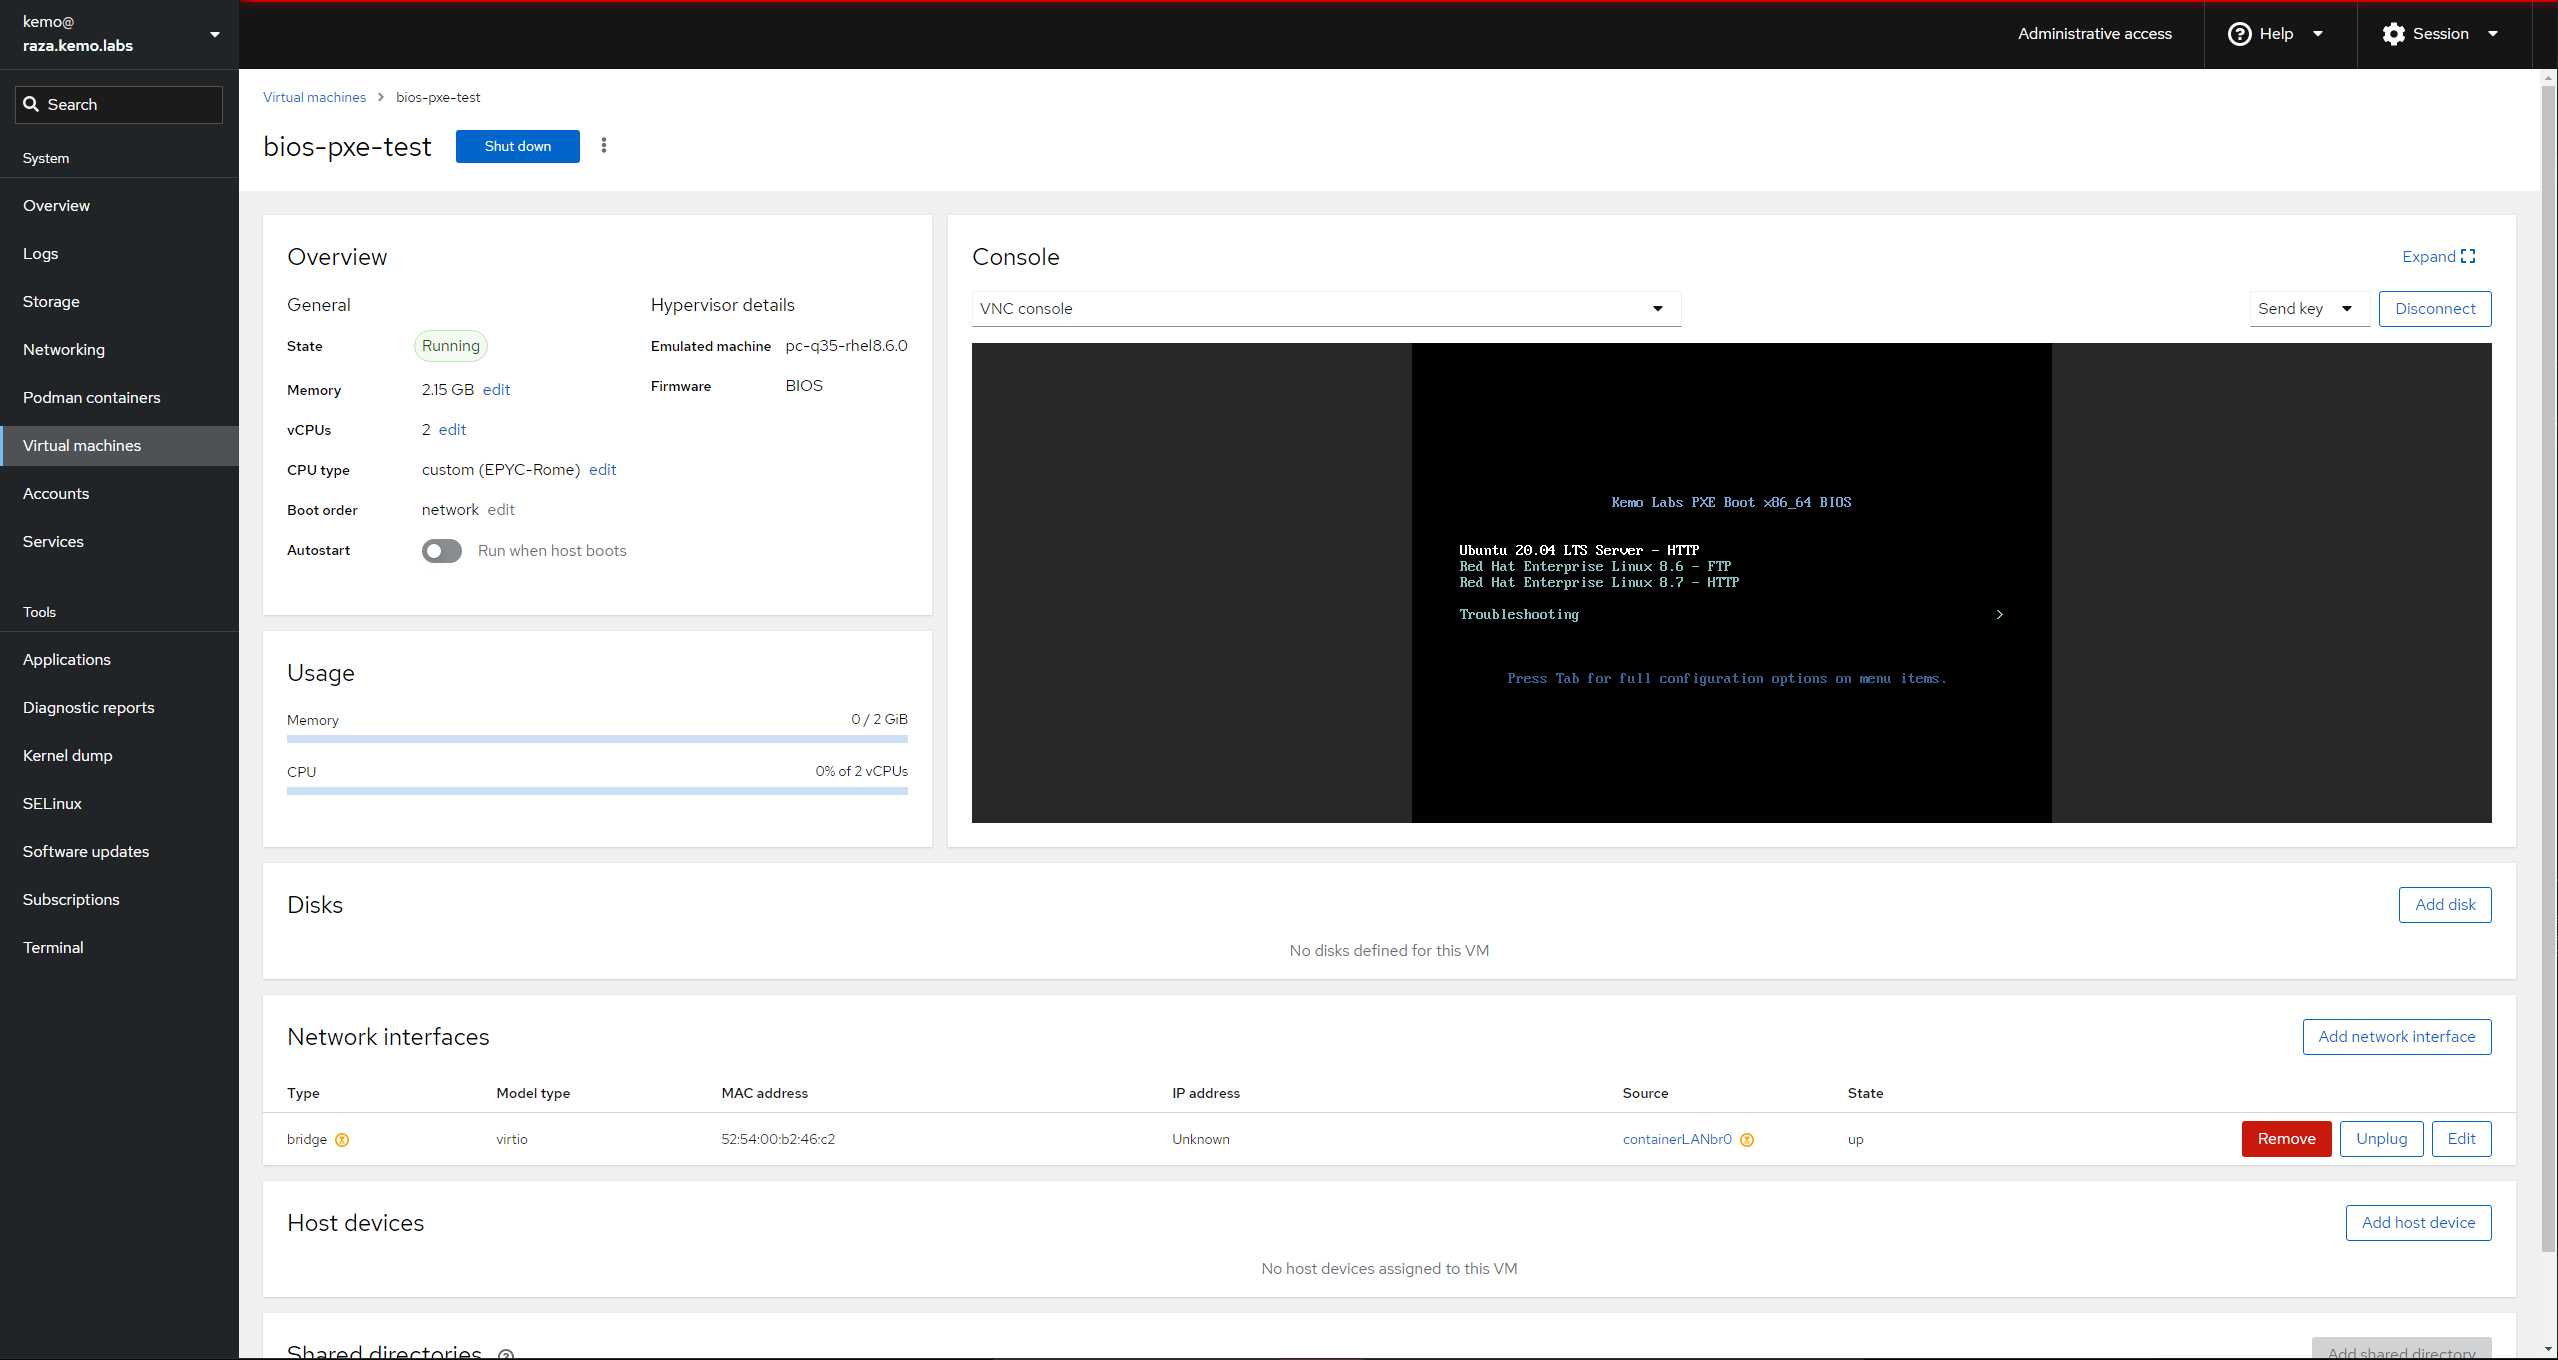 kemo@
raza.kemo.labs
Administrative access
Help
Session
Search
System
Overview
Logs
Storage
Networking
Podman containers
Virtual machines
Accounts
Services
Tools
Applications
Diagnostic reports
Kernel dump
SELinux
Software updates
Subscriptions
Terminal
Virtual machines > bios-pxe-test
bios-pxe-test
Shut down
Overview
General
State Running
Memory 2.15 GB edit
vCPUs 2 edit
CPU type custom (EPYC-Rome) edit
Boot order network edit
Autostart Run when host boots
Hypervisor details
Emulated machine pc-q35-rhel8.6.0
Firmware BIOS
Usage
Memory 0 / 2 GiB
CPU 0% of 2 vCPUs
Console
Expand
VNC console
Send key
Disconnect
Kemo Labs PXE Boot x86_64 BIOS
Ubuntu 20.04 LTS Server - HTTP
Red Hat Enterprise Linux 8.6 - FTP
Red Hat Enterprise Linux 8.7 - HTTP
Troubleshooting >
Press Tab for full configuration options on menu items.
Disks
Add disk
No disks defined for this VM
Network interfaces
Add network interface
Type Model type MAC address IP address Source State
bridge virtio 52:54:00:b2:46:c2 Unknown containerLANbr0 up Remove Unplug Edit
Host devices
Add host device
No host devices assigned to this VM
Shared directories
Add shared directory